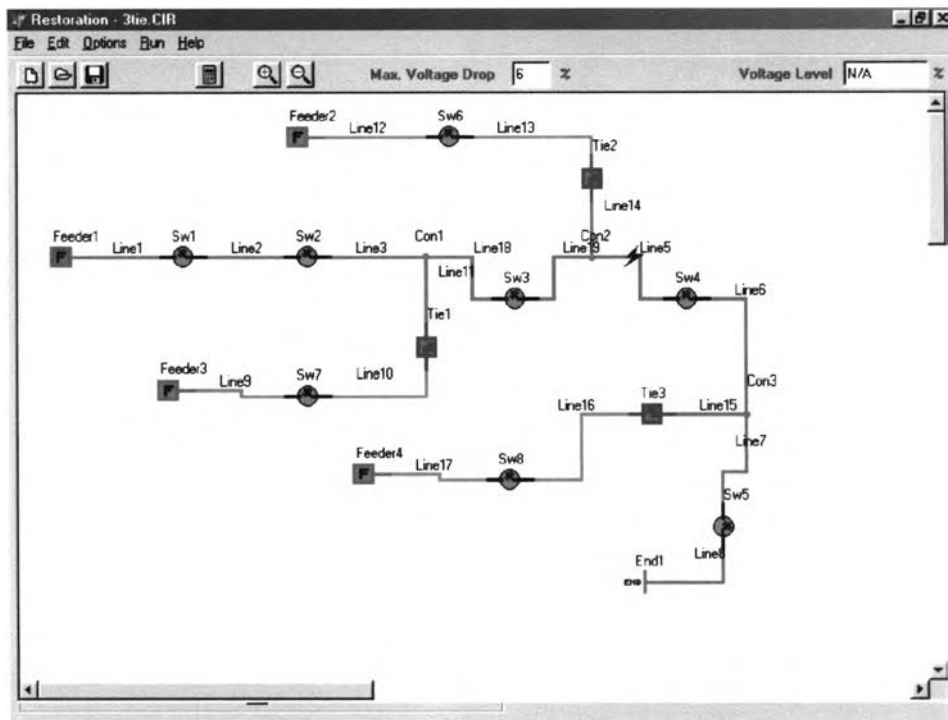 Restoration - 3tie.CIR
File Edit Options Run Help
Max. Voltage Drop 6 % Voltage Level N/A %
Sw6
Feeder2 Line12 Line13
Tie2
Line14
Feeder1 Line1 Sw1 Line2 Sw2 Line3 Con1 Line18 Con2 Line19 Line5
Line11 Sw3 Sw4 Line6
Tie1
Feeder3 Line9 Sw7 Line10
Con3
Tie3
Line16 Line15
Line7
Feeder4 Line17 Sw8
Sw5
Line8
End1
END